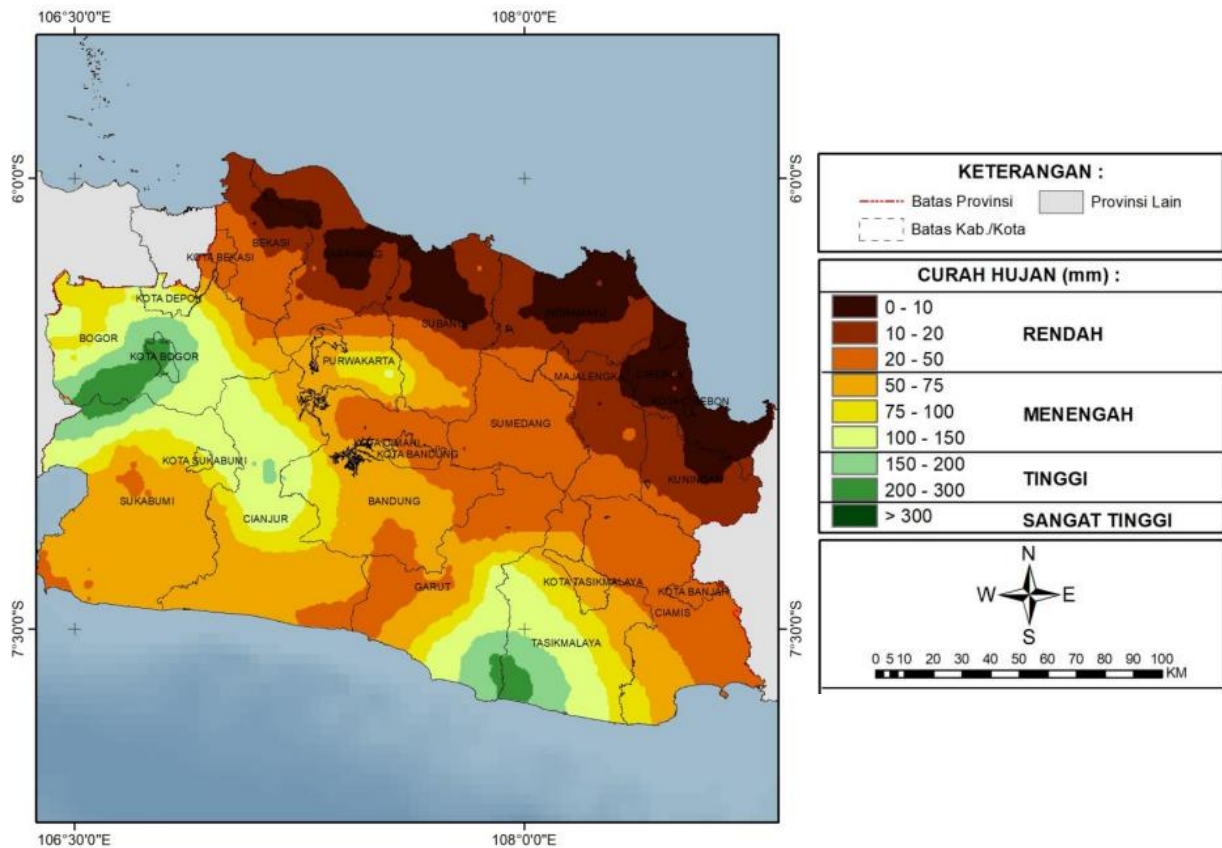 106°30'0"E
108°0'0"E
6°0'0"S
6°0'0"S
7°30'0"S
7°30'0"S
BEKASI
KOTA BEKASI
KOTA DEPOK
BOGOR
KOTA BOGOR
SUBANG
INDRAMAYU
PURWAKARTA
MAJALENGKA
SUMEDANG
KOTA CIMAHI
KOTA BANDUNG
KUNINGAN
KOTA SUKABUMI
SUKABUMI
CIANJUR
BANDUNG
GARUT
KOTA TASIKMALAYA
KOTA BANJAR
CIAMIS
TASIKMALAYA
106°30'0"E
108°0'0"E
KETERANGAN :
Batas Provinsi
Provinsi Lain
Batas Kab./Kota
CURAH HUJAN (mm) :
0 - 10
10 - 20
RENDAH
20 - 50
50 - 75
75 - 100
MENENGAH
100 - 150
150 - 200
TINGGI
200 - 300
> 300
SANGAT TINGGI
N
W E
S
0 5 10 20 30 40 50 60 70 80 90 100
KM